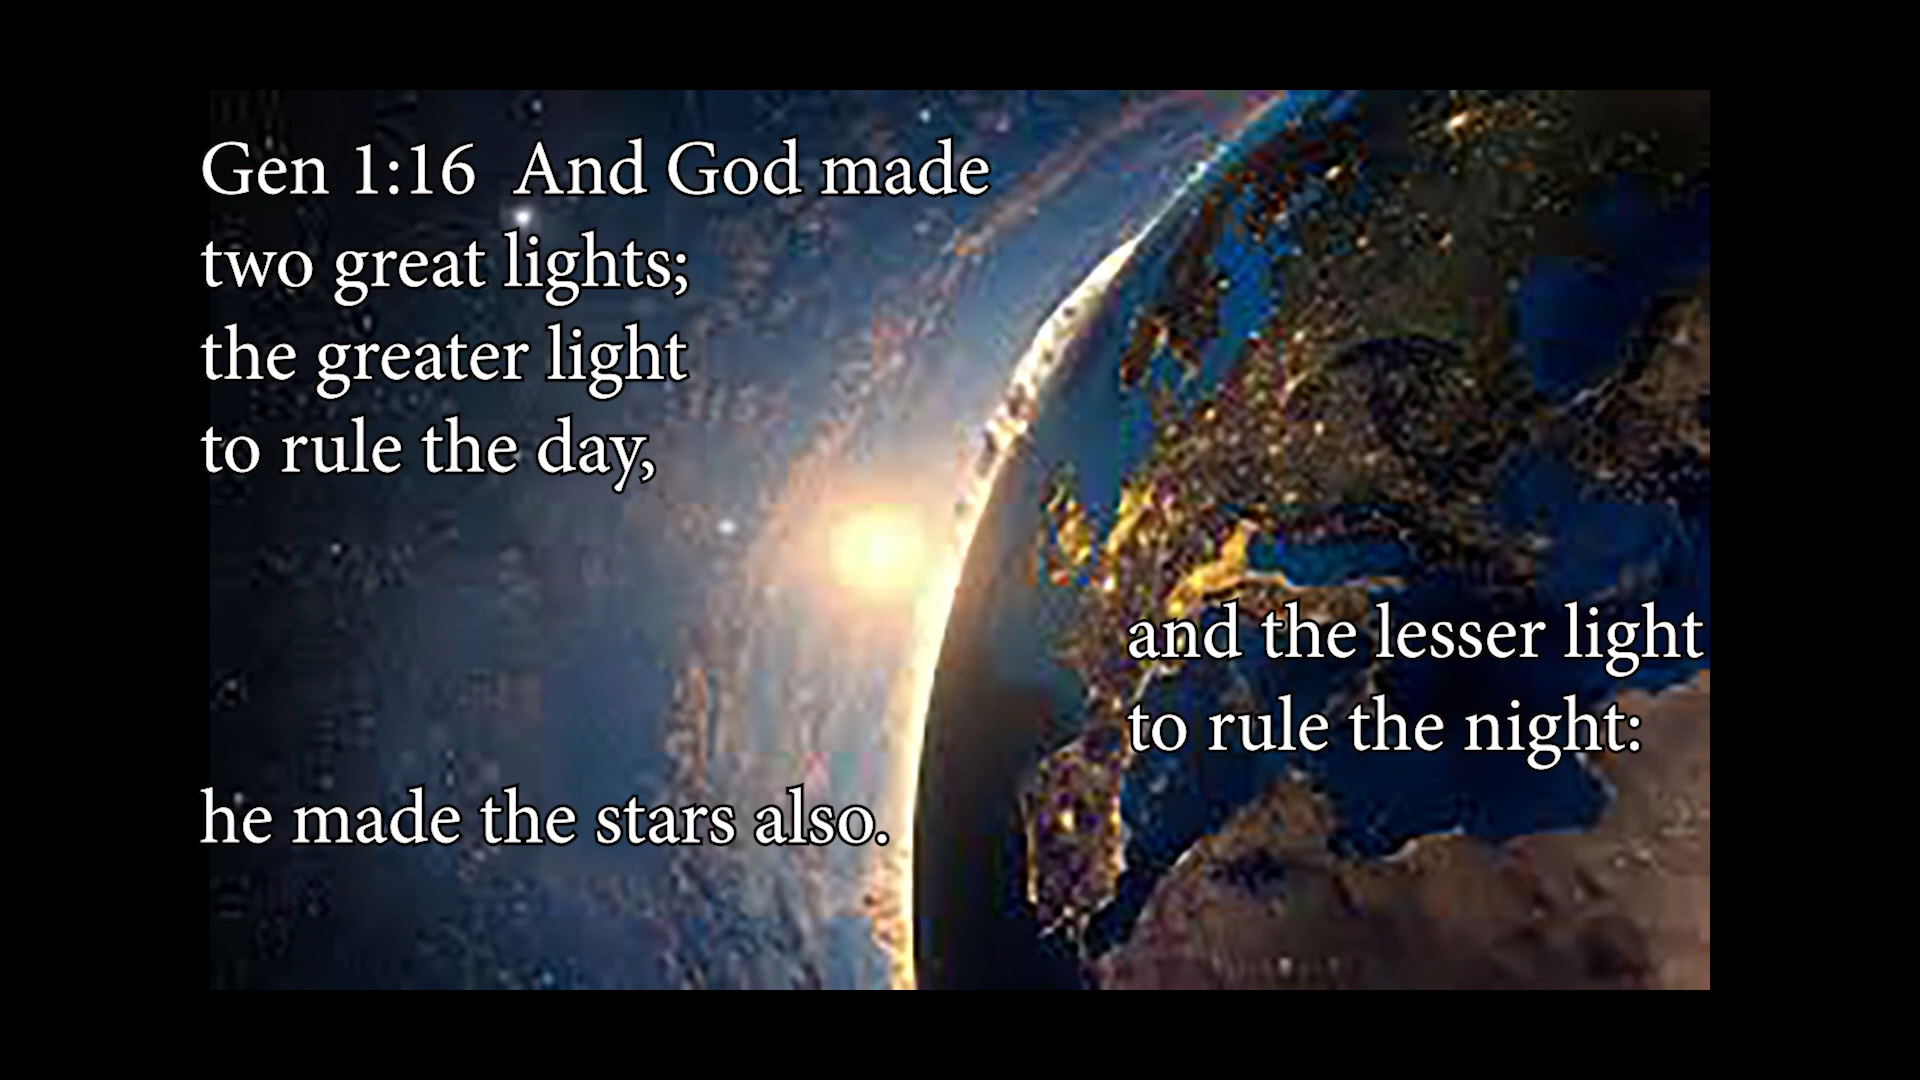 Gen 1:16  And God made
two great lights;
the greater light
to rule the day,
and the lesser light
to rule the night:
he made the stars also.